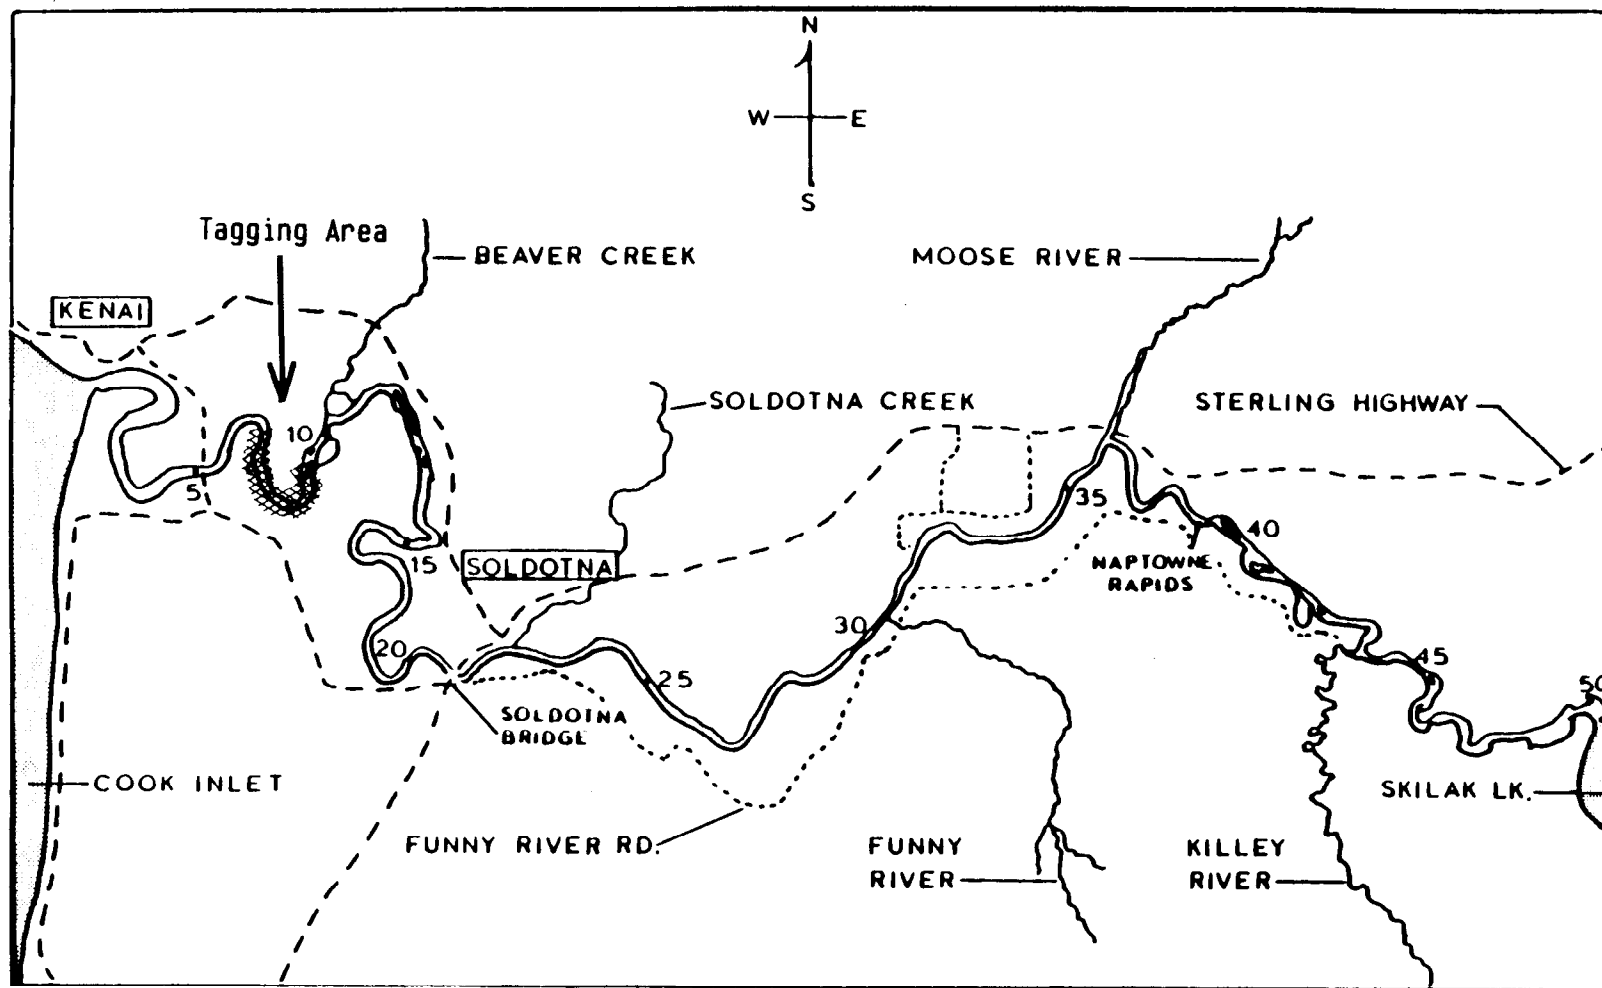 N
W
E
S
Tagging Area
BEAVER CREEK
MOOSE RIVER
KENAI
SOLDOTNA CREEK
STERLING HIGHWAY
10
5
35
40
15
SOLDOTNA
NAPTOWNE
RAPIDS
30
20
45
25
50
SOLDOTNA
BRIDGE
COOK INLET
SKILAK LK.
FUNNY RIVER RD.
FUNNY
RIVER
KILLEY
RIVER